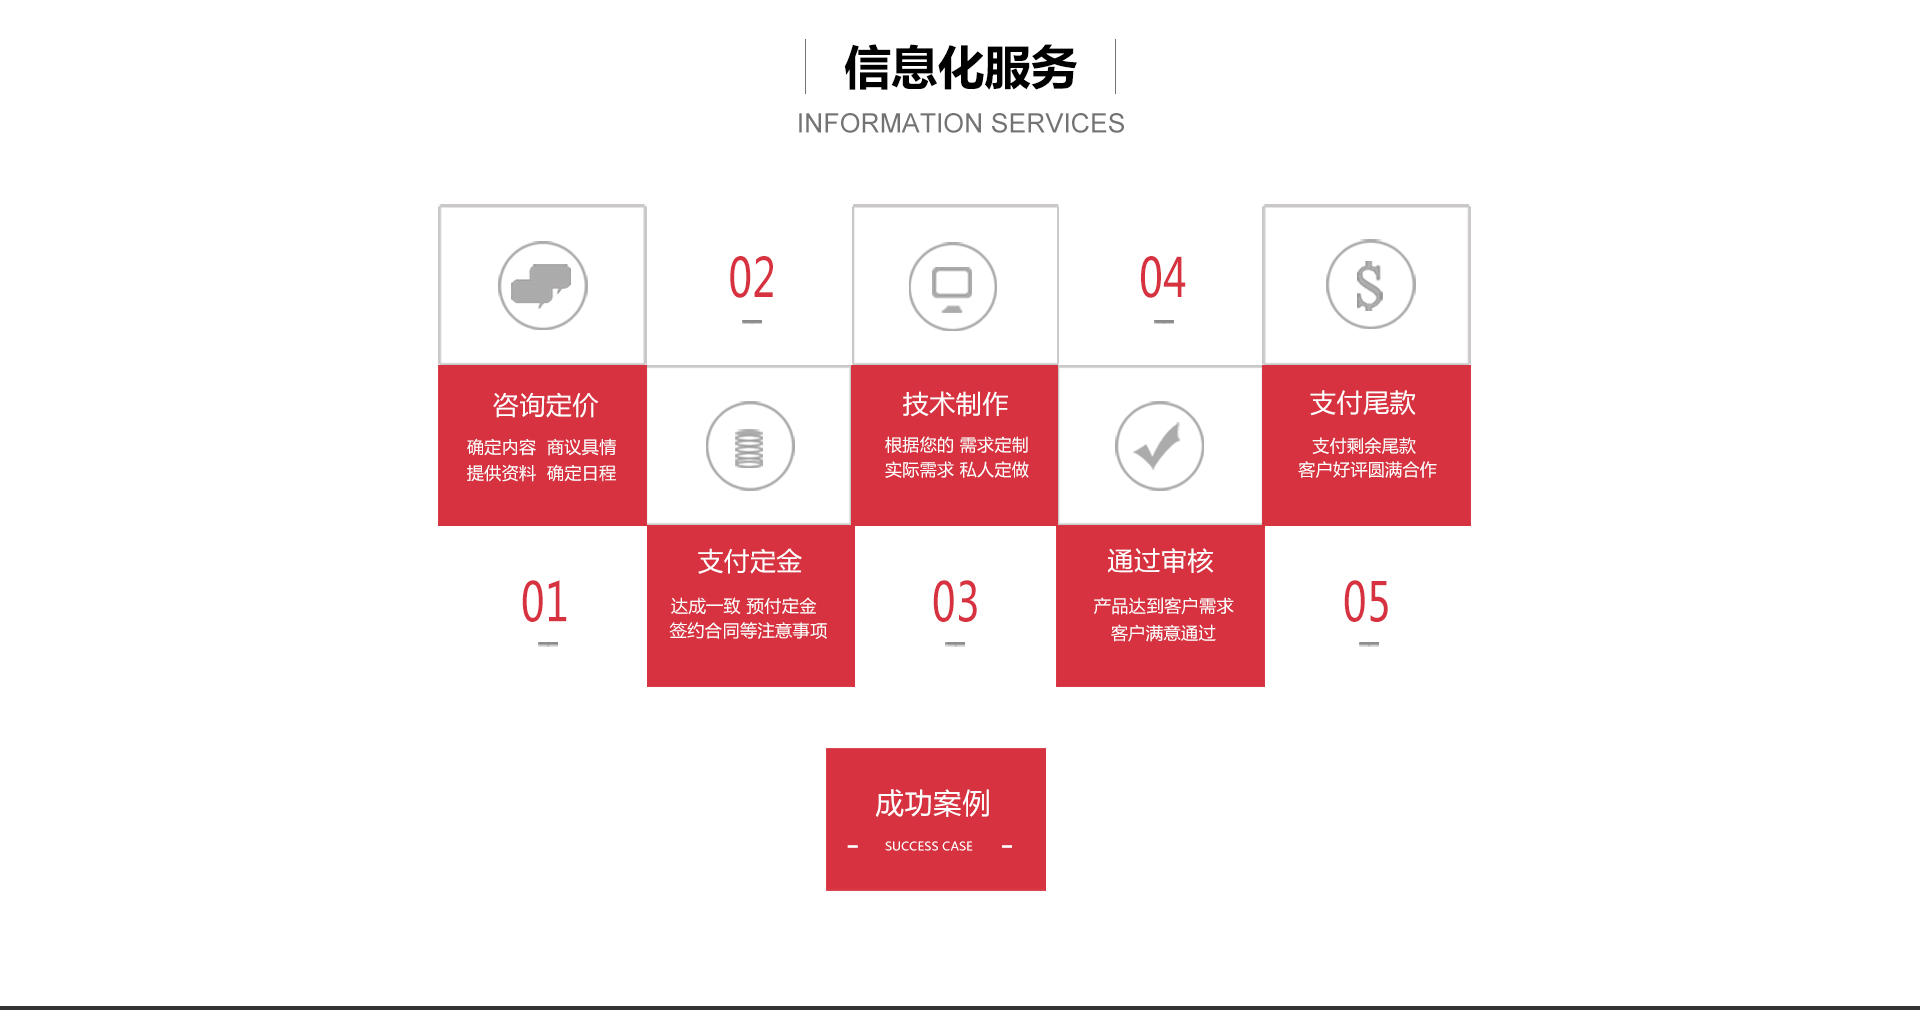 信息化服务
INFORMATION SERVICES
咨询定价
确定内容 商议具情
提供资料 确定日程
01
02
支付定金
达成一致 预付定金
签约合同等注意事项
技术制作
根据您的 需求定制
实际需求 私人定做
03
04
通过审核
产品达到客户需求
客户满意通过
支付尾款
支付剩余尾款
客户好评圆满合作
05
成功案例
SUCCESS CASE